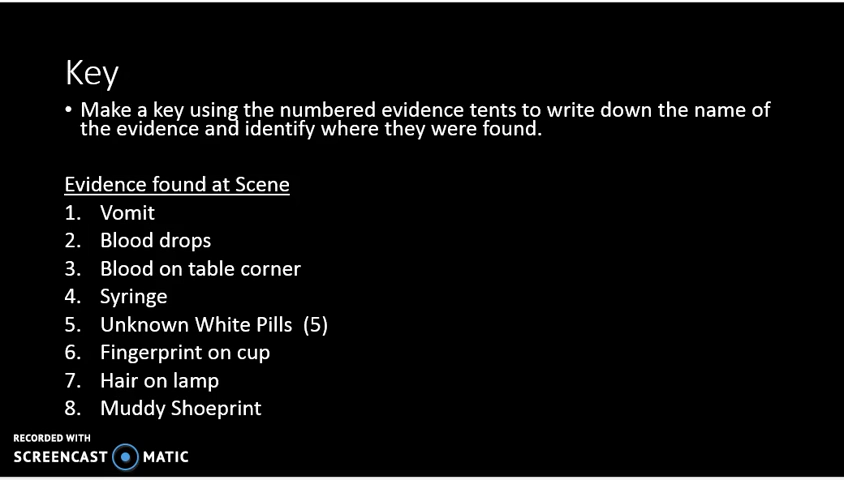 Key
• Make a key using the numbered evidence tents to write down the name of
the evidence and identify where they were found.
Evidence found at Scene
1. Vomit
2. Blood drops
3. Blood on table corner
4. Syringe
5. Unknown White Pills (5)
6. Fingerprint on cup
7. Hair on lamp
8. Muddy Shoeprint
RECORDED WITH
SCREENCAST MATIC